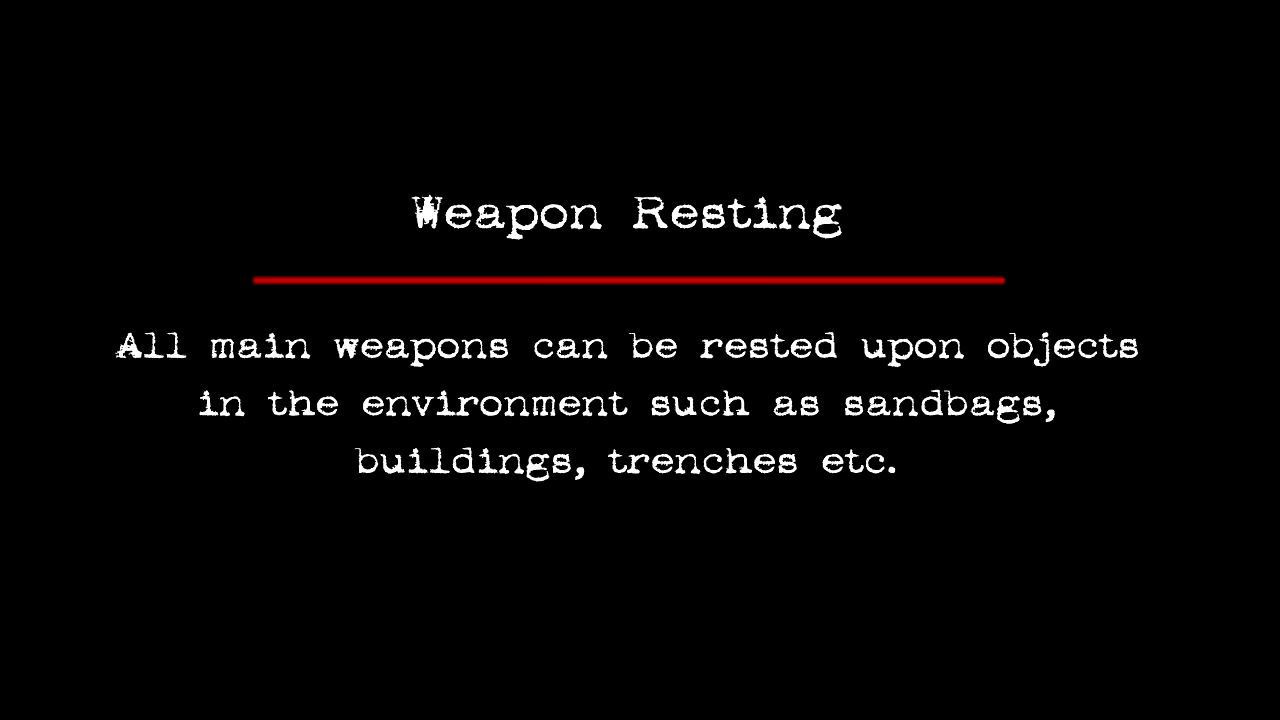 Weapon Resting
All main weapons can be rested upon objects
in the environment such as sandbags,
buildings, trenches etc.